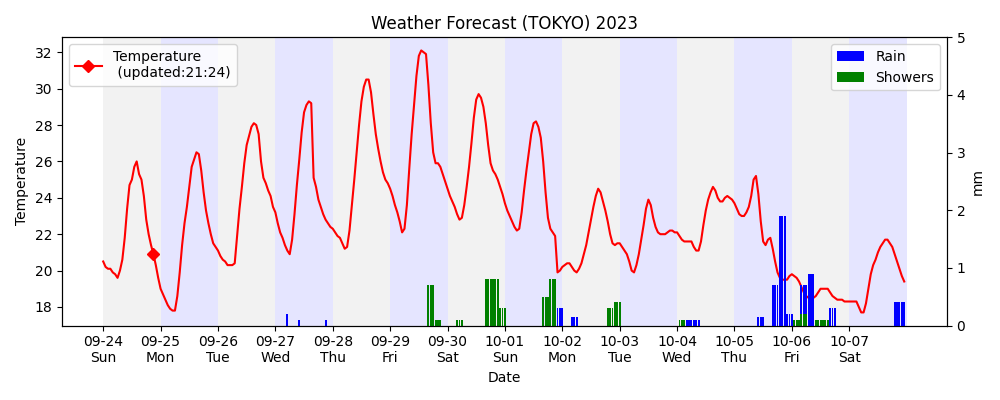 Weather Forecast (TOKYO) 2023
Temperature
(updated:21:24)
Rain
Showers
Temperature
32
30
28
26
24
22
20
18
5
4
3
2
1
0
mm
09-24 09-25 09-26 09-27 09-28 09-29 09-30 10-01 10-02 10-03 10-04 10-05 10-06 10-07
Sun Mon Tue Wed Thu Fri Sat Sun Mon Tue Wed Thu Fri Sat
Date